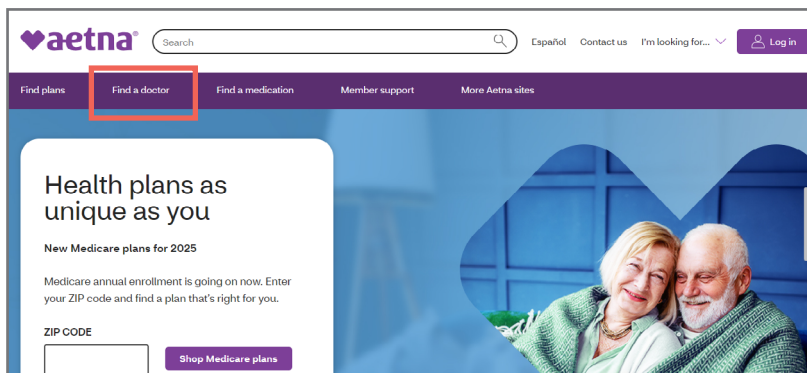 aetna®
Search
Español Contact us I'm looking for... Log in
Find plans Find a doctor Find a medication Member support More Aetna sites
Health plans as
unique as you
New Medicare plans for 2025
Medicare annual enrollment is going on now. Enter
your ZIP code and find a plan that's right for you.
ZIP CODE
Shop Medicare plans